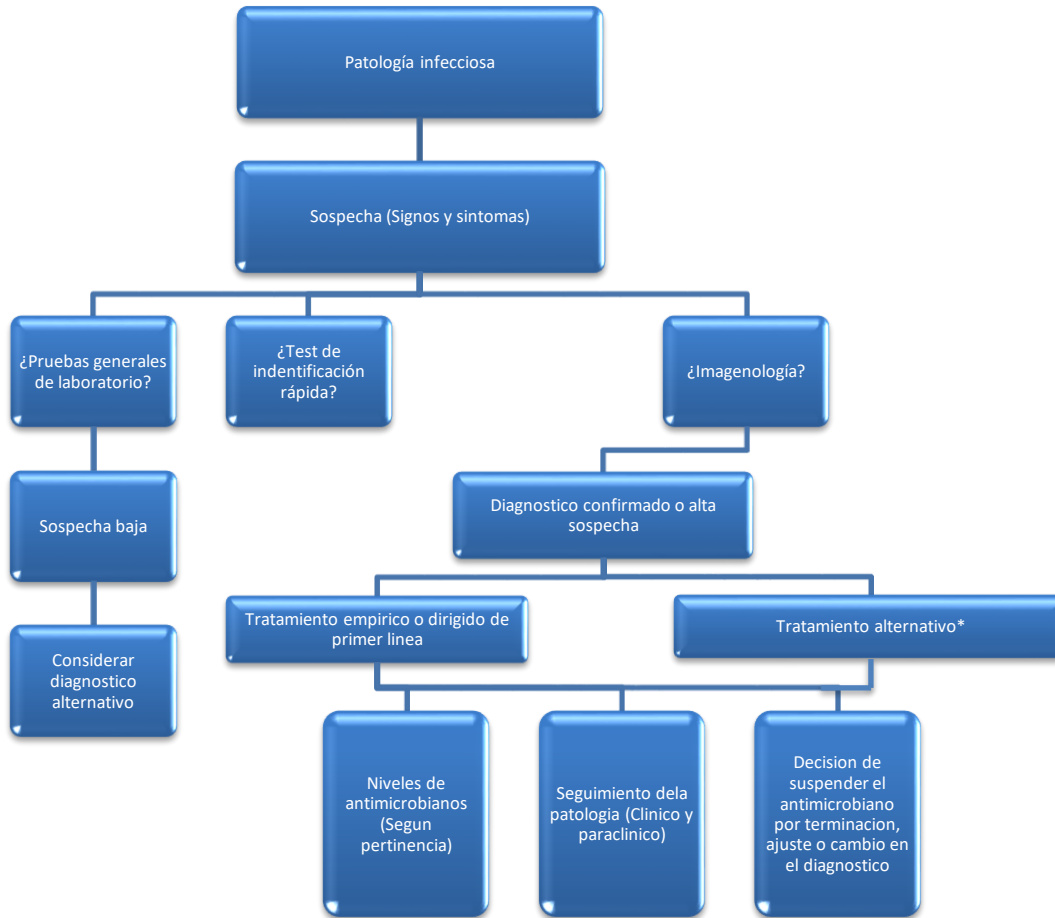 Patología infecciosa
Sospecha (Signos y sintomas)
¿Pruebas generales
de laboratorio?
¿Test de
indentificación
rápida?
¿Imagenología?
Sospecha baja
Diagnostico confirmado o alta
sospecha
Considerar
diagnostico
alternativo
Tratamiento empirico o dirigido de
primer linea
Tratamiento alternativo*
Niveles de
antimicrobianos
(Segun
pertinencia)
Seguimiento dela
patologia (Clinico y
paraclinico)
Decision de
suspender el
antimicrobiano
por terminacion,
ajuste o cambio en
el diagnostico